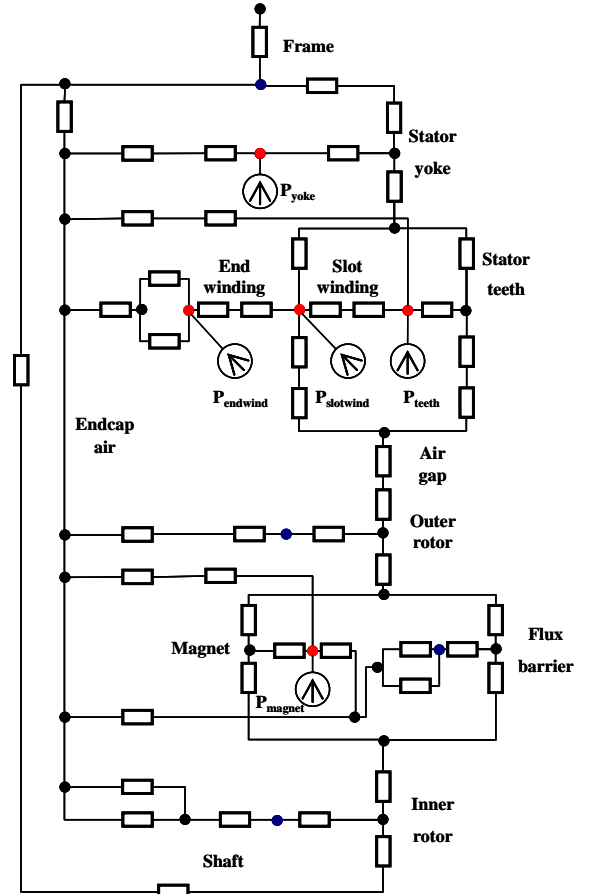 Frame
Stator
yoke
Pyoke
End
winding
Slot
winding
Stator
teeth
Pendwind
Pslotwind
Pteeth
Endcap
air
Air
gap
Outer
rotor
Magnet
Flux
barrier
Pmagnet
Inner
rotor
Shaft